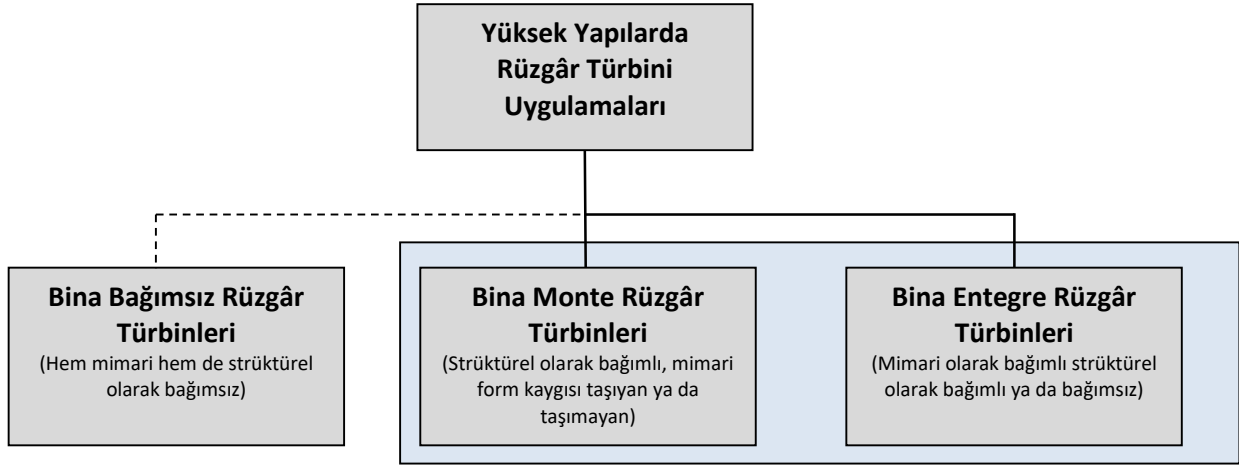 Yüksek Yapılarda
Rüzgâr Türbini
Uygulamaları
Bina Bağımsız Rüzgâr
Türbinleri
(Hem mimari hem de strüktürel
olarak bağımsız)
Bina Monte Rüzgâr
Türbinleri
(Strüktürel olarak bağımlı, mimari
form kaygısı taşıyan ya da
taşımayan)
Bina Entegre Rüzgâr
Türbinleri
(Mimari olarak bağımlı strüktürel
olarak bağımlı ya da bağımsız)